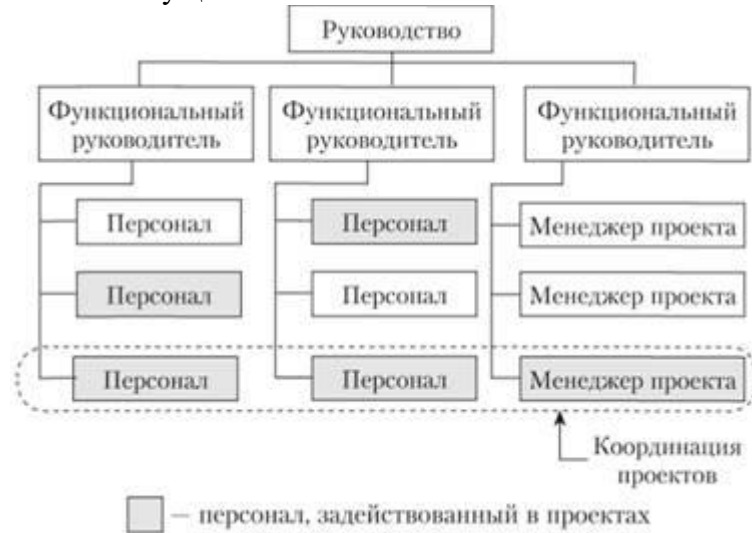 Руководство
Функциональный
руководитель
Функциональный
руководитель
Функциональный
руководитель
Персонал
Персонал
Менеджер проекта
Персонал
Персонал
Менеджер проекта
Персонал
Персонал
Менеджер проекта
Координация
проектов
— персонал, задействованный в проектах